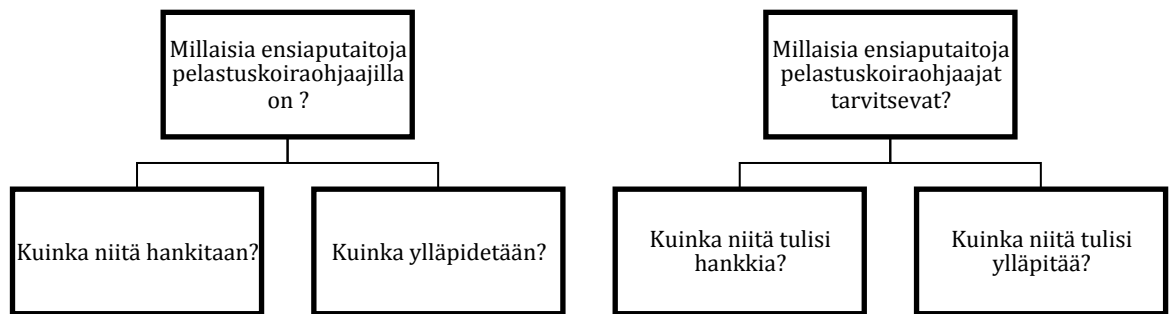 Millaisia ensiaputaitoja
pelastuskoiraohjaajilla
on ?
Millaisia ensiaputaitoja
pelastuskoiraohjaajat
tarvitsevat?
Kuinka niitä hankitaan?
Kuinka ylläpidetään?
Kuinka niitä tulisi
hankkia?
Kuinka niitä tulisi
ylläpitää?